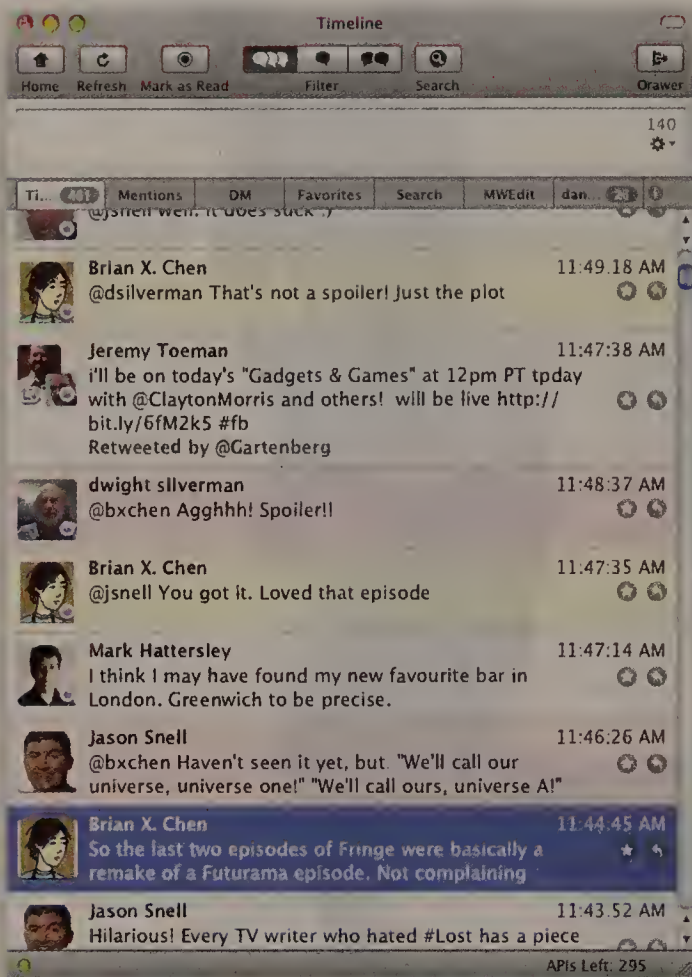 Timeline
Home Refresh Mark as Read Filter Search Drawer
140
Ti... 461 Mentions DM Favorites Search MWEdit dan...
@jsnell well. it does suck :)
Brian X. Chen 11:49.18 AM
@dsilverman That's not a spoiler! Just the plot
Jeremy Toeman 11:47:38 AM
i'll be on today's "Gadgets & Games" at 12pm PT tpday
with @ClaytonMorris and others! will be live http://
bit.ly/6fM2k5 #fb
Retweeted by @Gartenberg
dwight silverman 11:48:37 AM
@bxchen Agghhh! Spoiler!!
Brian X. Chen 11:47:35 AM
@jsnell You got it. Loved that episode
Mark Hattersley 11:47:14 AM
I think I may have found my new favourite bar in
London. Greenwich to be precise.
Jason Snell 11:46:26 AM
@bxchen Haven't seen it yet, but. "We'll call our
universe, universe one!" "We'll call ours, universe A!"
Brian X. Chen 11:44:45 AM
So the last two episodes of Fringe were basically a
remake of a Futurama episode. Not complaining
Jason Snell 11:43.52 AM
Hilarious! Every TV writer who hated #Lost has a piece
APIs Left: 295